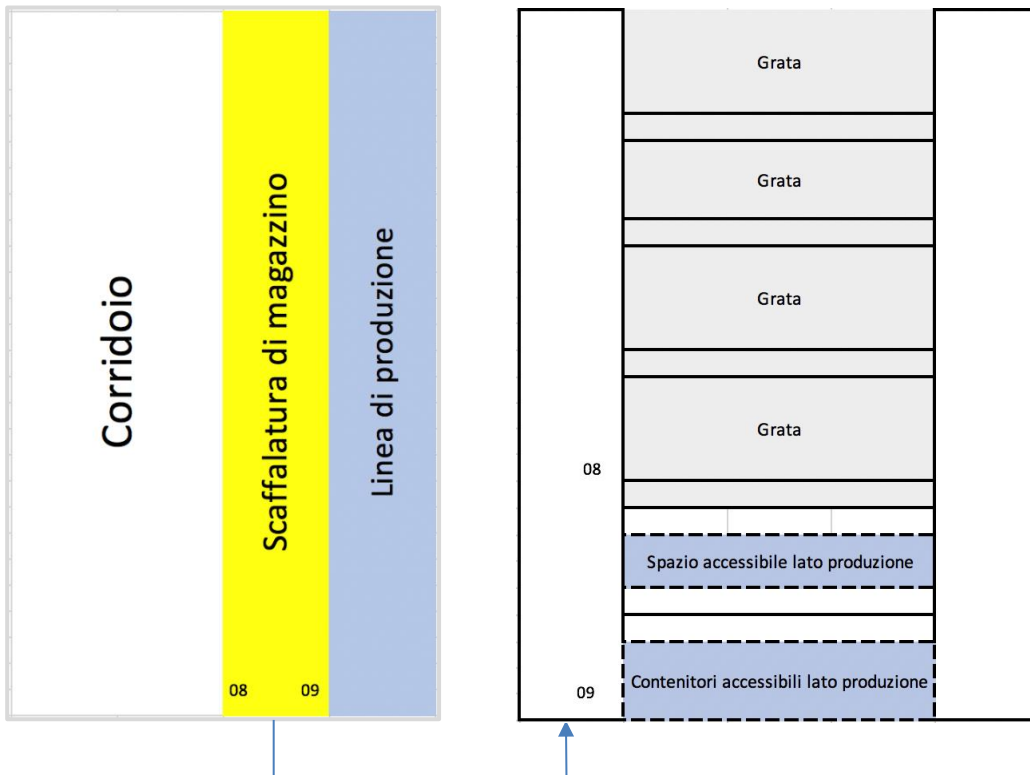 Corridoio
Scaffalatura di magazzino
Linea di produzione
08 09
Grata
Grata
Grata
Grata
08
Spazio accessibile lato produzione
Contenitori accessibili lato produzione
09